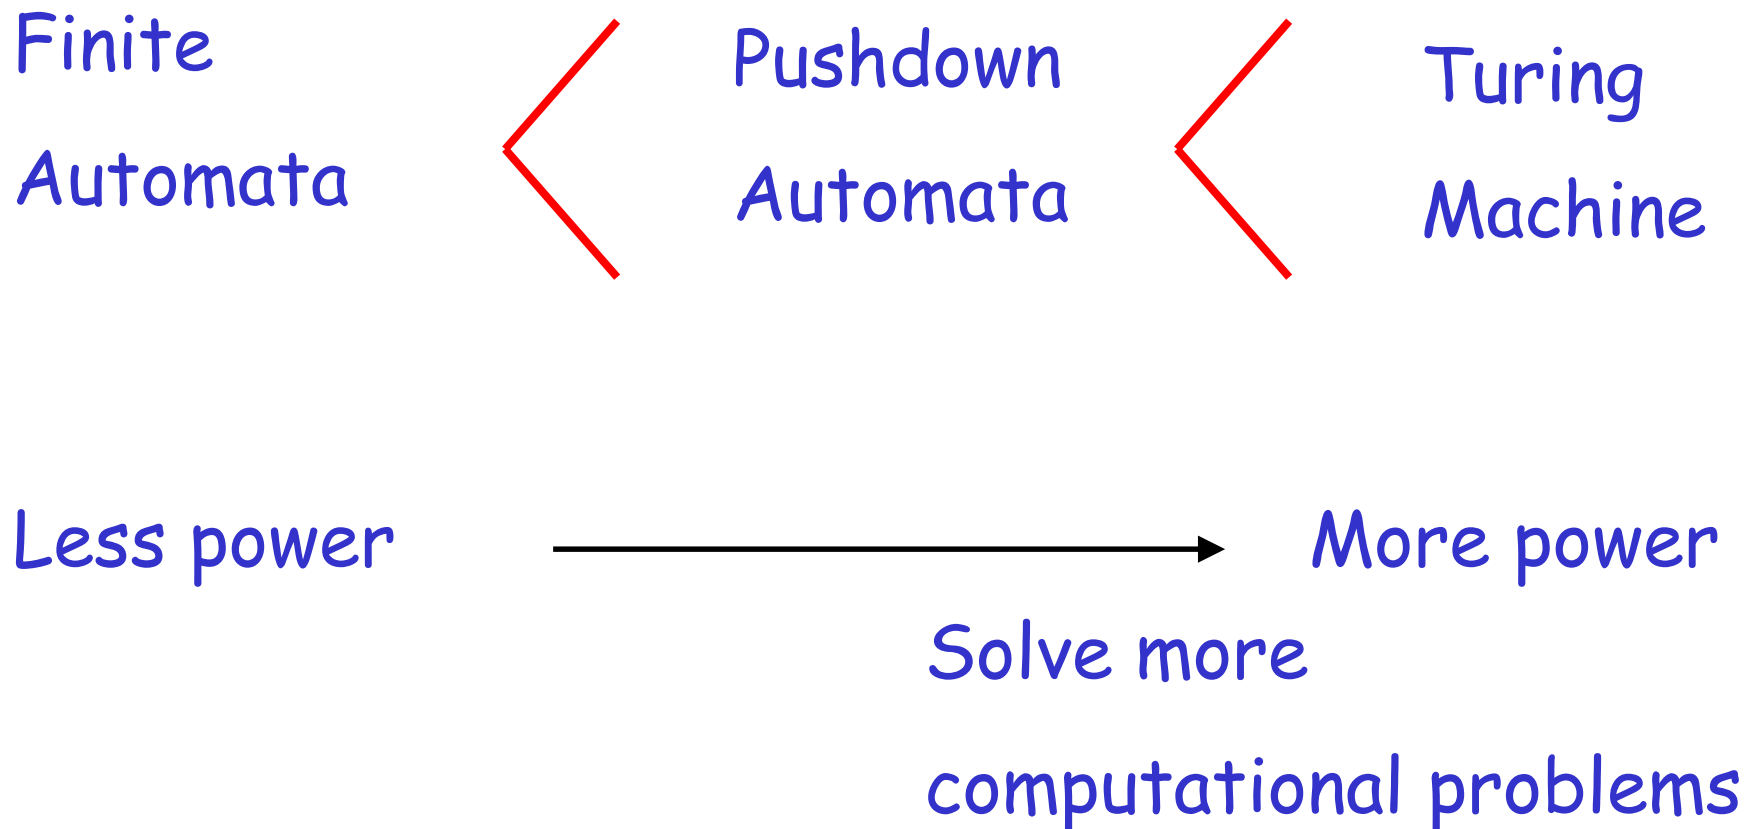 Finite
Automata
Pushdown
Automata
Turing
Machine
Less power
More power
Solve more
computational problems